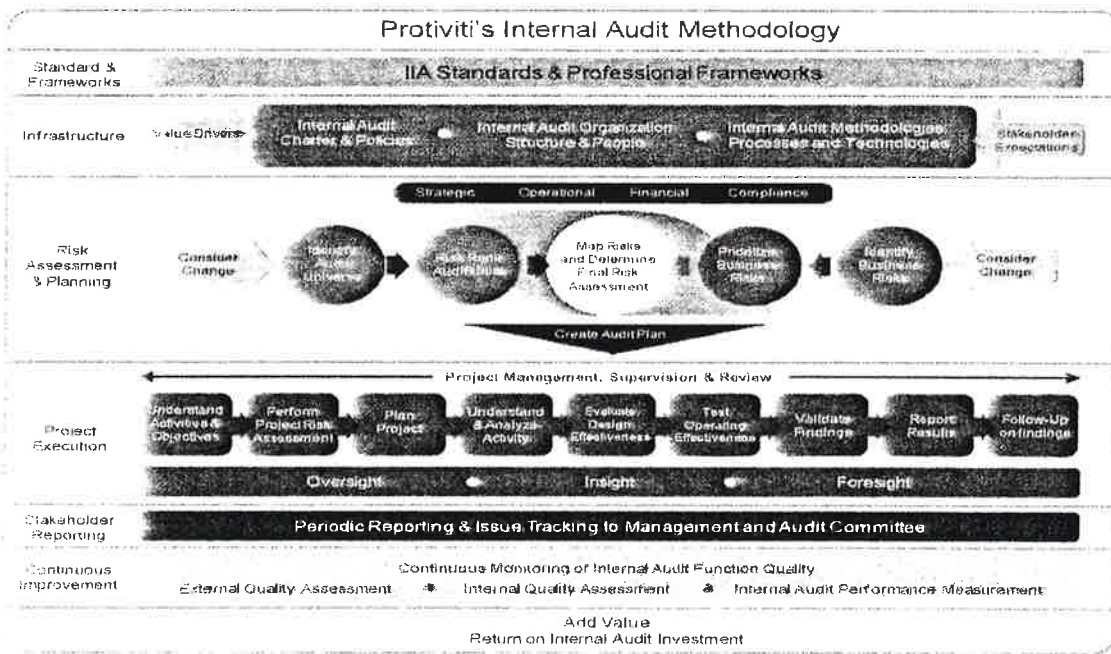 Protiviti's Internal Audit Methodology
Standard &
Frameworks
IIA Standards & Professional Frameworks
Infrastructure
Value Drivers
Internal Audit
Charter & Policies
Internal Audit Organization
Structure & People
Internal Audit Methodologies
Processes and Technologies
Stakeholder
Expectations
Strategic Operational Financial Compliance
Risk
Assessment
& Planning
Consider
Change
Identify
Universe
Risk Rank
Auditables
Map Risks
and Determine
Final Risk
Assessment
Prioritize
Business
Risks
Identify
Business
Risks
Consider
Change
Create Audit Plan
Project
Execution
Project Management, Supervision & Review
Understand
Activities &
Objectives
Perform
Project Risk
Assessment
Plan
Project
Understand
& Analyze
Activity
Evaluate
Design
Effectiveness
Test
Operating
Effectiveness
Validate
Findings
Report
Results
Follow-Up
on findings
Oversight Insight Foresight
Stakeholder
Reporting
Periodic Reporting & Issue Tracking to Management and Audit Committee
Continuous
Improvement
Continuous Monitoring of Internal Audit Function Quality
External Quality Assessment Internal Quality Assessment Internal Audit Performance Measurement
Add Value
Return on Internal Audit Investment